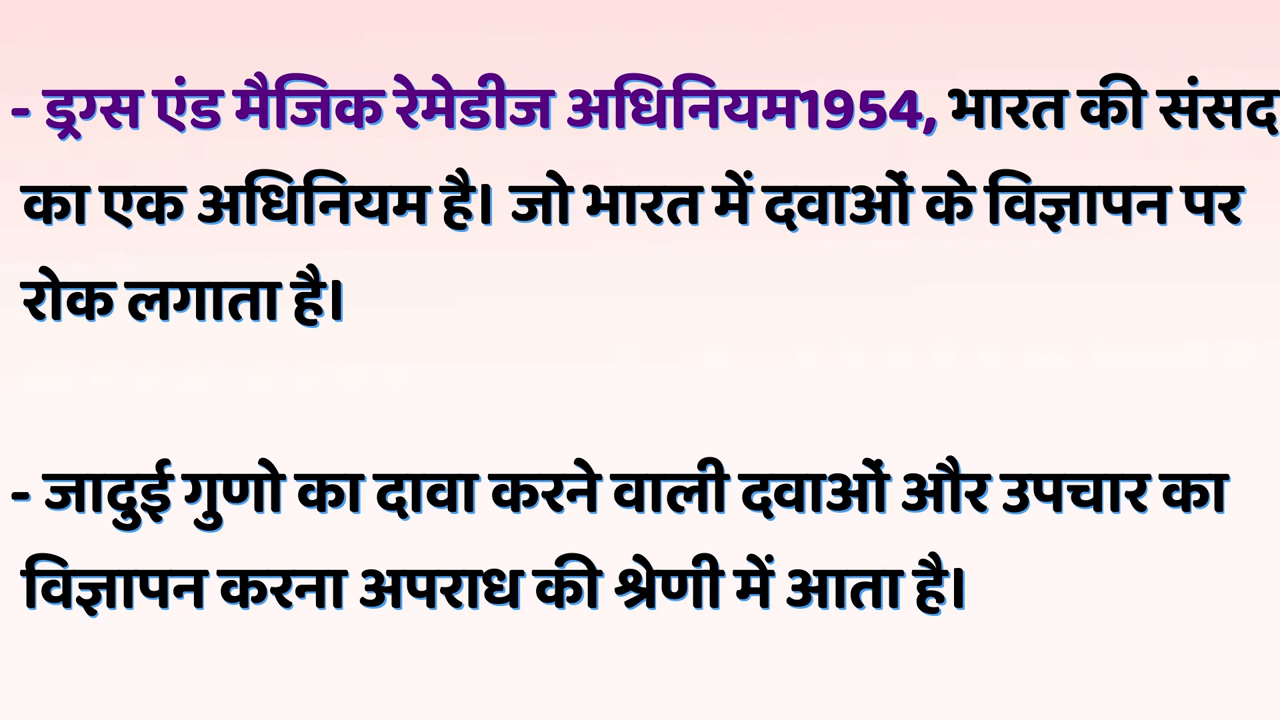 - ड्रग्स एंड मैजिक रेमेडीज अधिनियम1954, भारत की संसद
का एक अधिनियम है। जो भारत में दवाओं के विज्ञापन पर
रोक लगाता है।
- जादुई गुणो का दावा करने वाली दवाओं और उपचार का
विज्ञापन करना अपराध की श्रेणी में आता है।